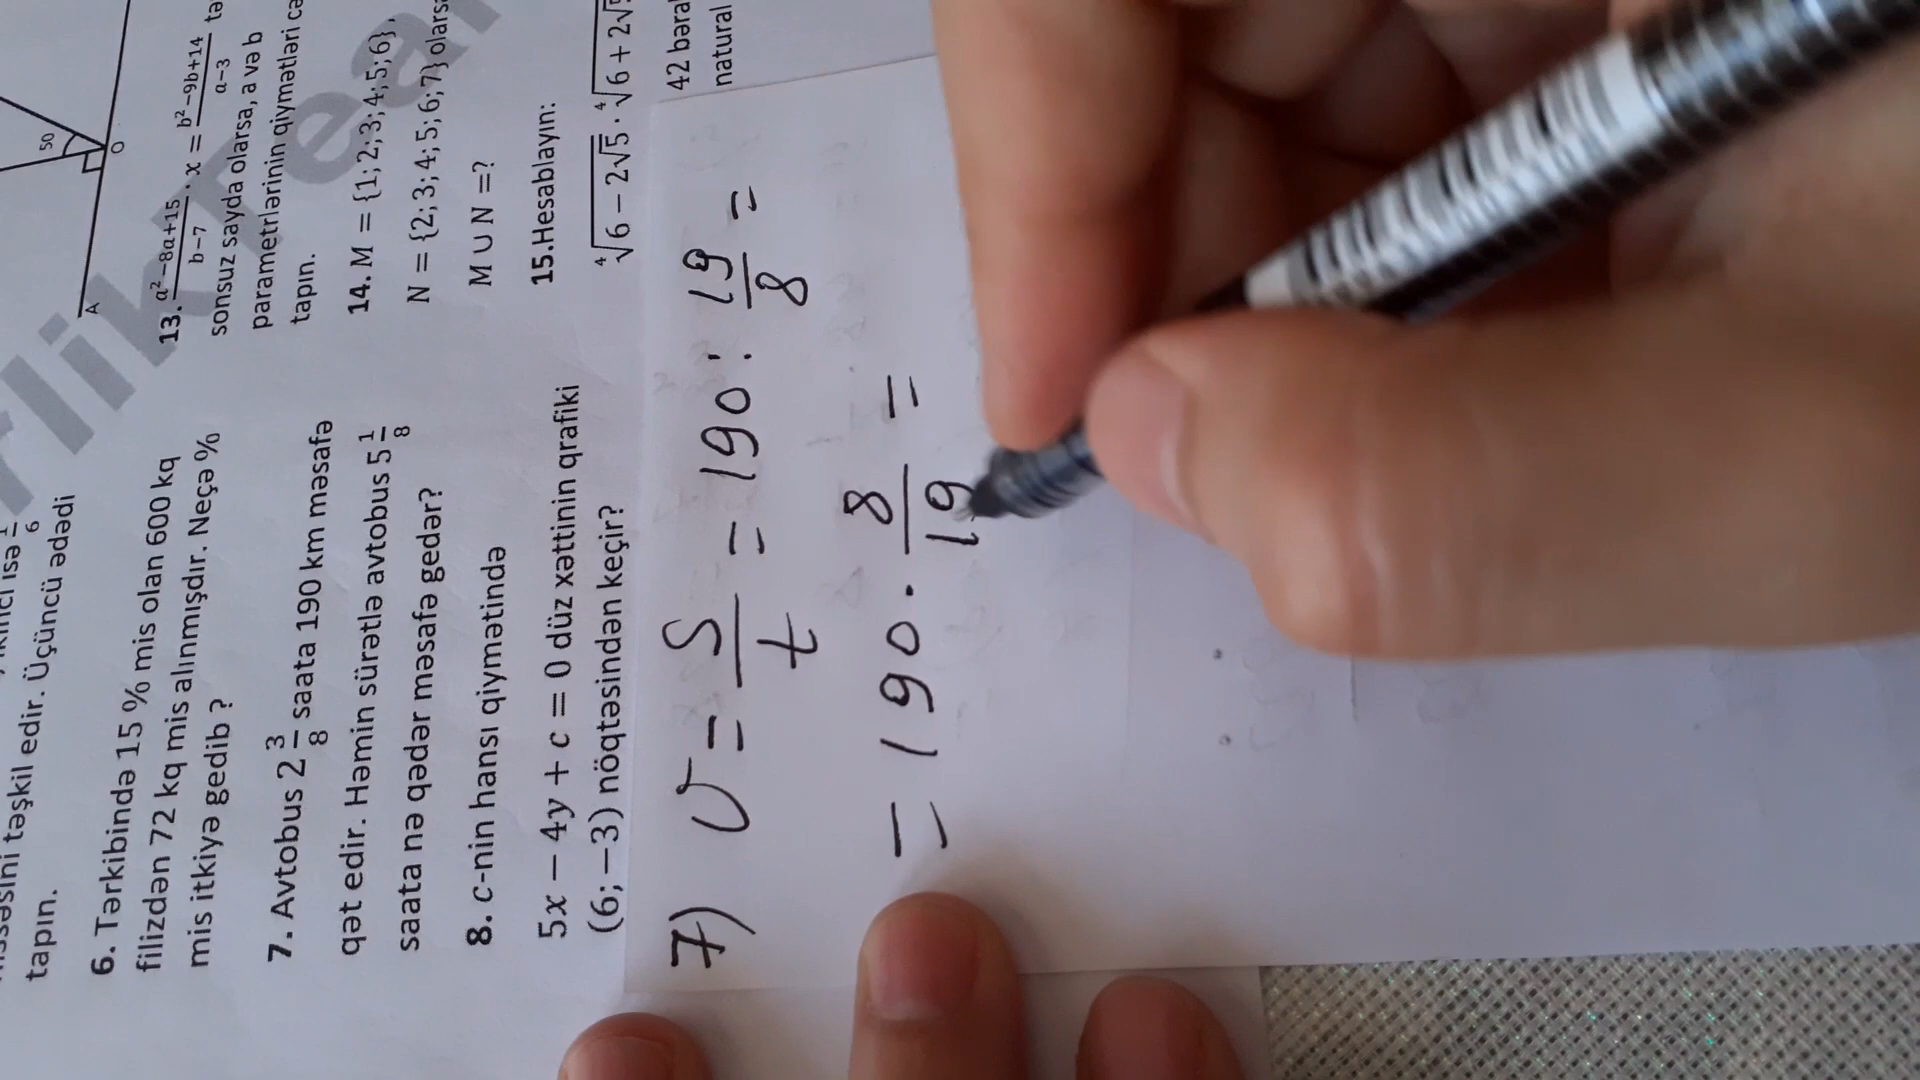 təşkil edir. Üçüncü ədədi
tapın.
6. Tərkibində 15 % mis olan 600 kq
filizdən 72 kq mis alınmışdır. Neçə %
mis itkiyə gedib ?
7. Avtobus 2 3/8 saata 190 km məsafə
qət edir. Həmin sürətlə avtobus 5 1/8
saata nə qədər məsafə gedər?
8. c-nin hansı qiymətində
5x − 4y + c = 0 düz xəttinin qrafiki
(6; −3) nöqtəsindən keçir?
50
O
A
13. (a²−8a+15)/(b−7) · x = (b²−9b+14)/(a−3)
sonsuz sayda olarsa, a və b
parametrlərinin qiymətləri
tapın.
14. M = {1; 2; 3; 4; 5; 6},
N = {2; 3; 4; 5; 6; 7}
M ∪ N =?
15.Hesablayın:
⁴√6 − 2√5 · ⁴√6 + 2√
42
natural
7) υ = S/t = 190 : 19/8 =
= 190 · 8/19 =